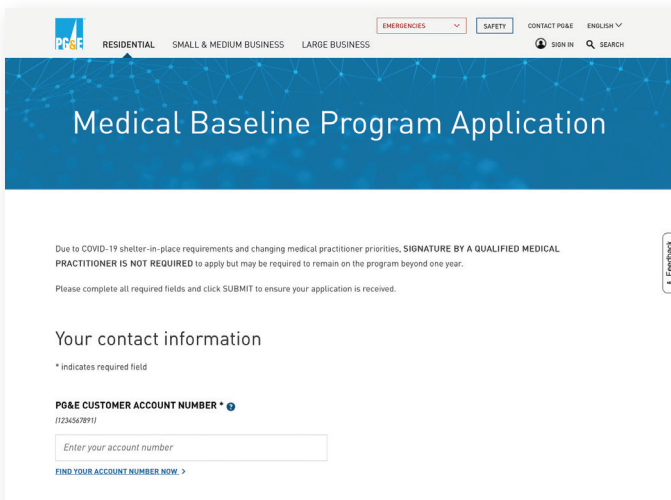 EMERGENCIES SAFETY CONTACT PG&E ENGLISH
PG&E RESIDENTIAL SMALL & MEDIUM BUSINESS LARGE BUSINESS SIGN IN SEARCH
Medical Baseline Program Application
Due to COVID-19 shelter-in-place requirements and changing medical practitioner priorities, SIGNATURE BY A QUALIFIED MEDICAL
PRACTITIONER IS NOT REQUIRED to apply but may be required to remain on the program beyond one year.
Feedback
Please complete all required fields and click SUBMIT to ensure your application is received.
Your contact information
* indicates required field
PG&E CUSTOMER ACCOUNT NUMBER * ?
(1234567891)
Enter your account number
FIND YOUR ACCOUNT NUMBER NOW >